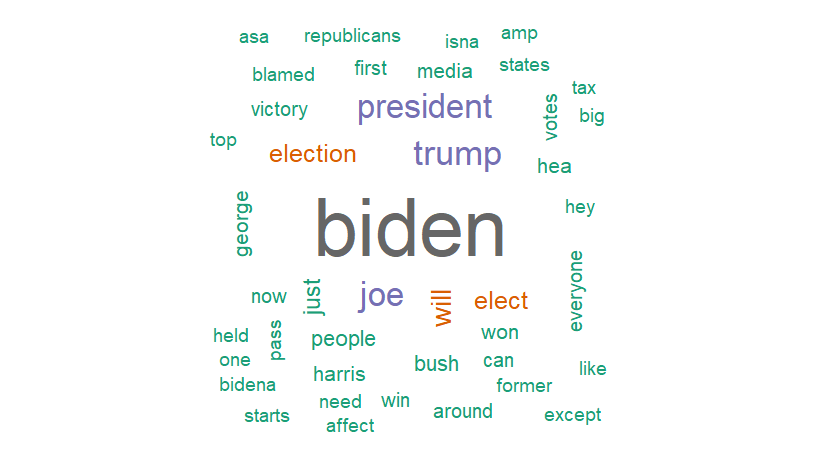 asa
republicans
isna
amp
blamed
first
media
states
tax
victory
president
votes
big
top
election
trump
hea
george
biden
hey
everyone
now
just
joe
will
elect
held
pass
people
won
one
harris
bush
can
like
bidena
former
need
win
starts
affect
around
except